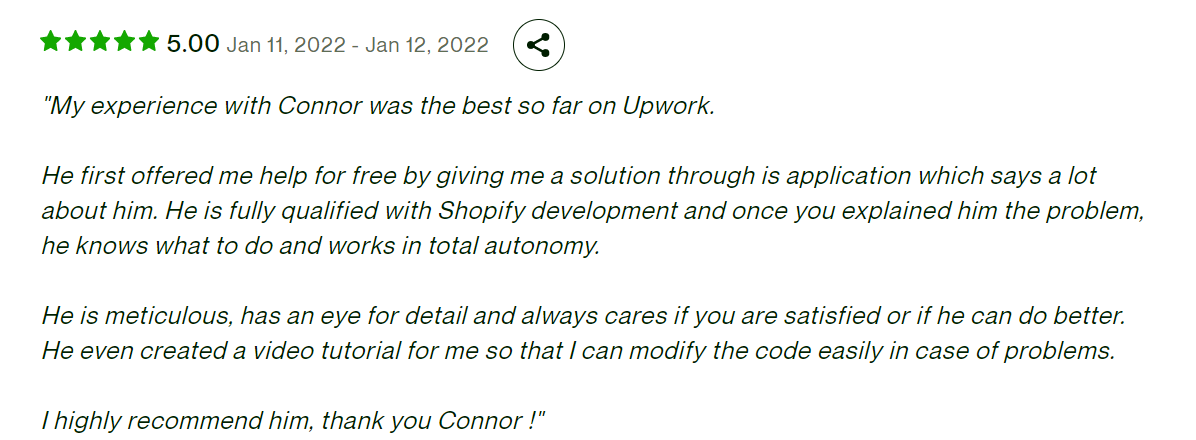 5.00 Jan 11, 2022 - Jan 12, 2022
"My experience with Connor was the best so far on Upwork.
He first offered me help for free by giving me a solution through is application which says a lot
about him. He is fully qualified with Shopify development and once you explained him the problem,
he knows what to do and works in total autonomy.
He is meticulous, has an eye for detail and always cares if you are satisfied or if he can do better.
He even created a video tutorial for me so that I can modify the code easily in case of problems.
I highly recommend him, thank you Connor !"